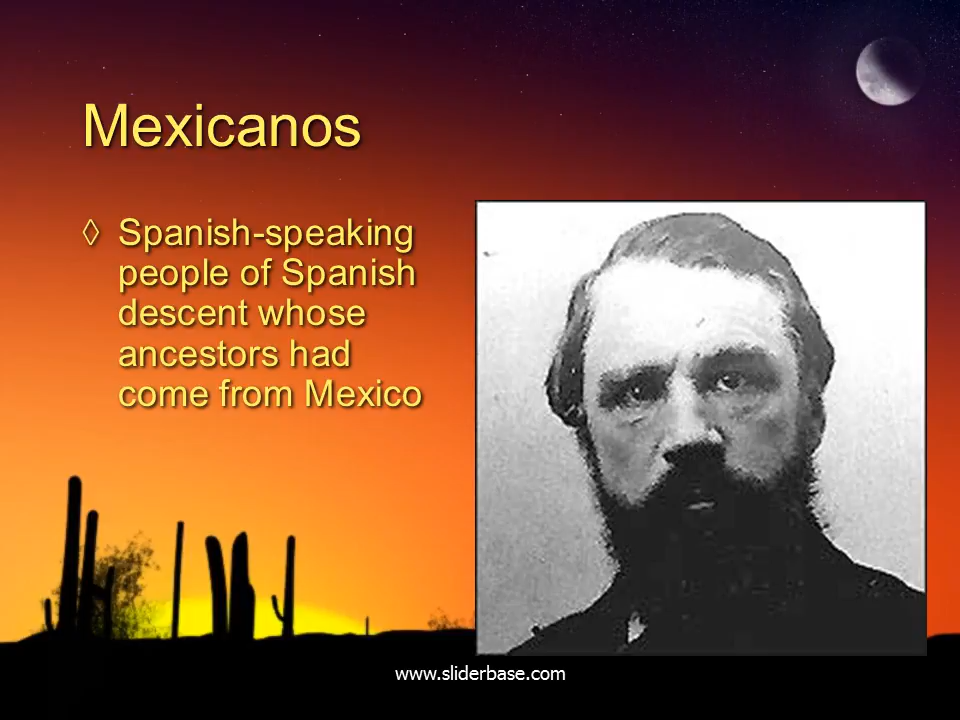 Mexicanos
◊ Spanish-speaking
people of Spanish
descent whose
ancestors had
come from Mexico
www.sliderbase.com